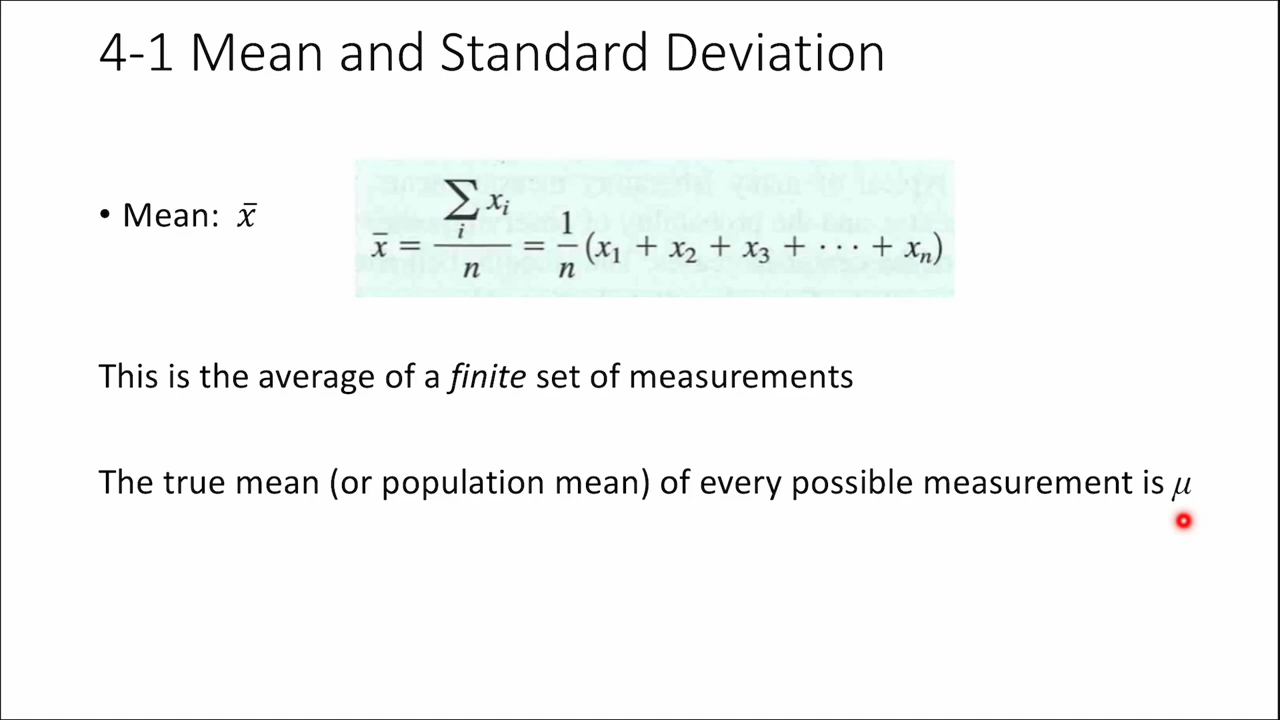 4-1 Mean and Standard Deviation
• Mean: x̄
x̄ = ∑ᵢ xᵢ / n = 1/n (x₁ + x₂ + x₃ + ··· + xₙ)
This is the average of a finite set of measurements
The true mean (or population mean) of every possible measurement is μ